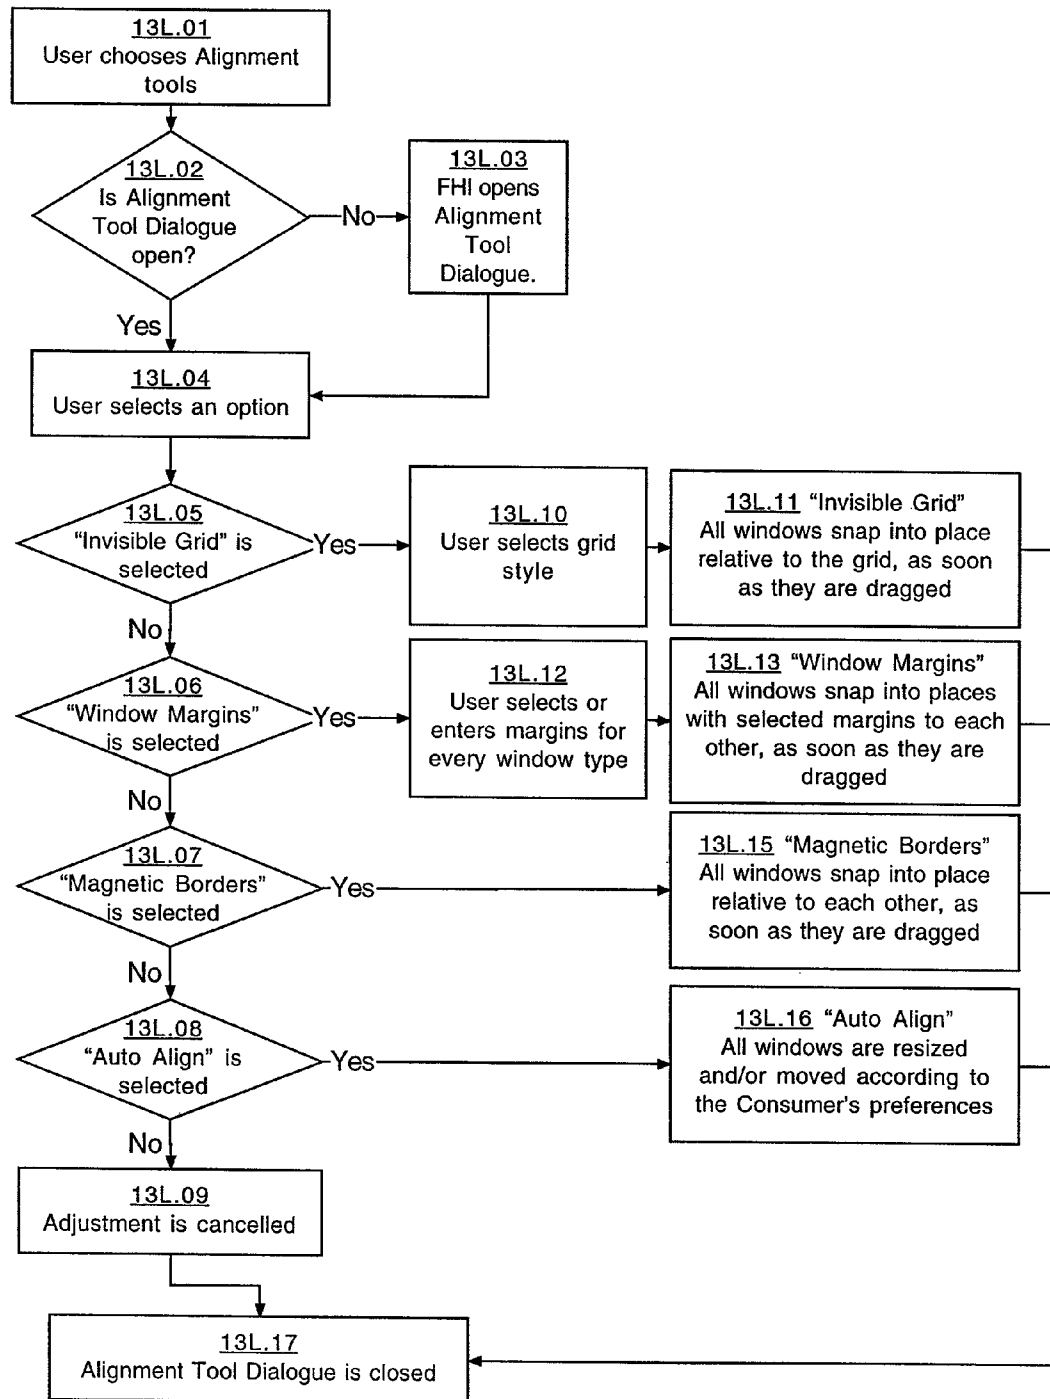 13L.01
User chooses Alignment
tools
13L.02
Is Alignment
Tool Dialogue
open?
No
13L.03
FHI opens
Alignment
Tool
Dialogue.
Yes
13L.04
User selects an option
13L.05
“Invisible Grid” is
selected
Yes
13L.10
User selects grid
style
13L.11 “Invisible Grid”
All windows snap into place
relative to the grid, as soon
as they are dragged
No
13L.06
“Window Margins”
is selected
Yes
13L.12
User selects or
enters margins for
every window type
13L.13 “Window Margins”
All windows snap into places
with selected margins to each
other, as soon as they are
dragged
No
13L.07
“Magnetic Borders”
is selected
Yes
13L.15 “Magnetic Borders”
All windows snap into place
relative to each other, as
soon as they are dragged
No
13L.08
“Auto Align” is
selected
Yes
13L.16 “Auto Align”
All windows are resized
and/or moved according to
the Consumer's preferences
No
13L.09
Adjustment is cancelled
13L.17
Alignment Tool Dialogue is closed